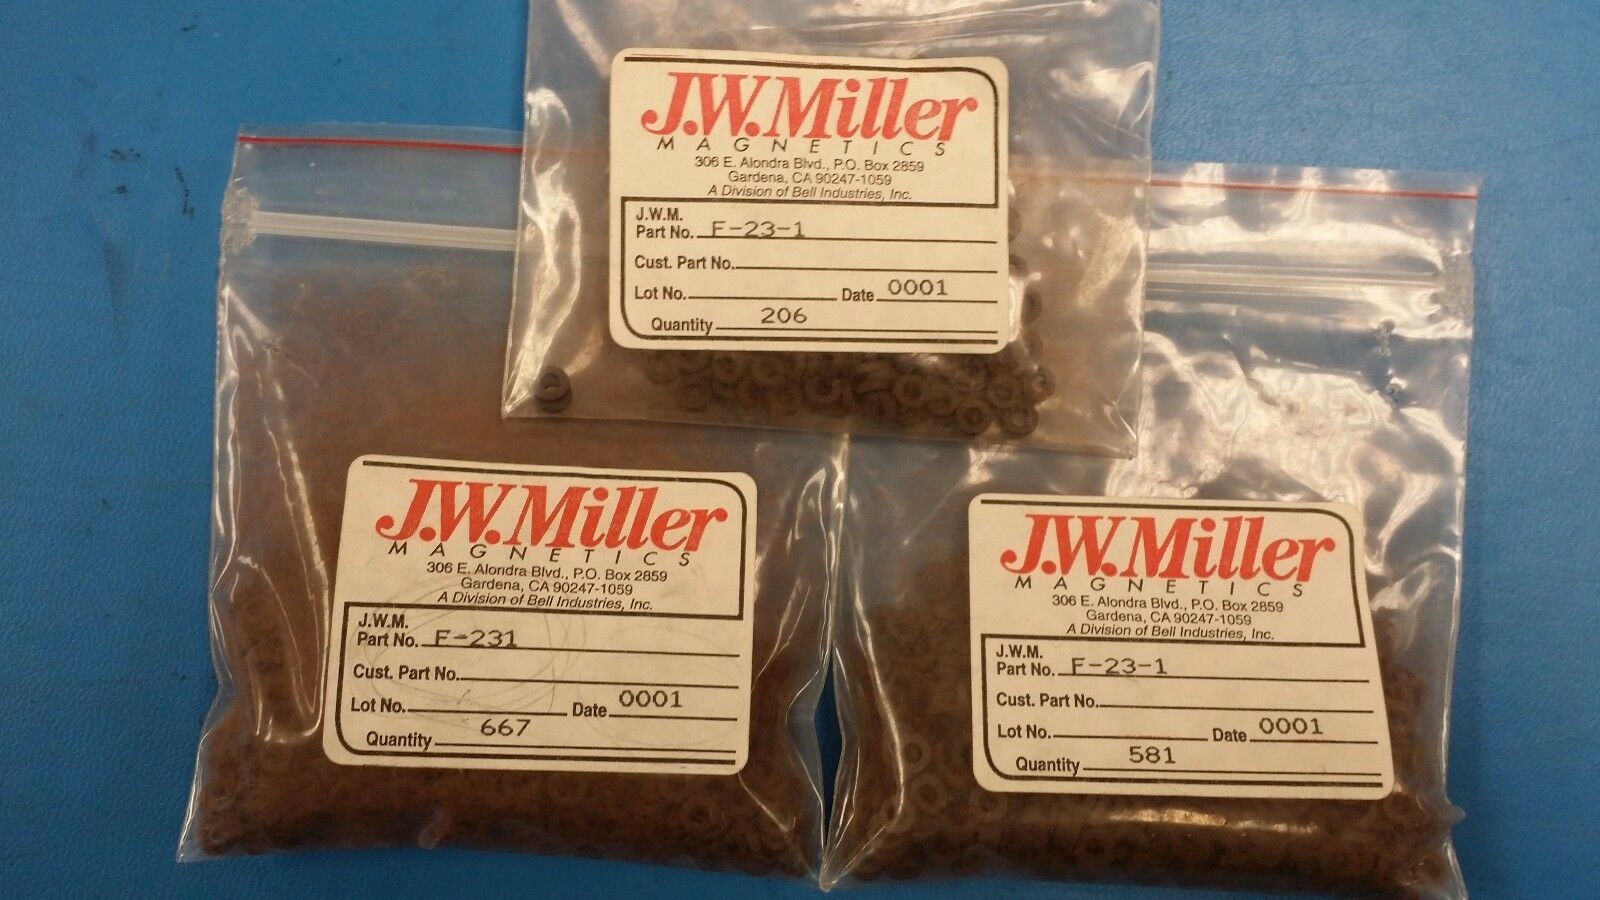 J.W.Miller
MAGNETICS
306 E. Alondra Blvd., P.O. Box 2859
Gardena, CA 90247-1059
A Division of Bell Industries, Inc.
J.W.M.
Part No. F-23-1
Cust. Part No.
Lot No. Date 0001
Quantity 206
J.W.Miller
MAGNETICS
306 E. Alondra Blvd., P.O. Box 2859
Gardena, CA 90247-1059
A Division of Bell Industries, Inc.
J.W.M.
Part No. F-231
Cust. Part No.
Lot No. Date 0001
Quantity 667
J.W.Miller
MAGNETICS
306 E. Alondra Blvd., P.O. Box 2859
Gardena, CA 90247-1059
A Division of Bell Industries, Inc.
J.W.M.
Part No. F-23-1
Cust. Part No.
Lot No. Date 0001
Quantity 581